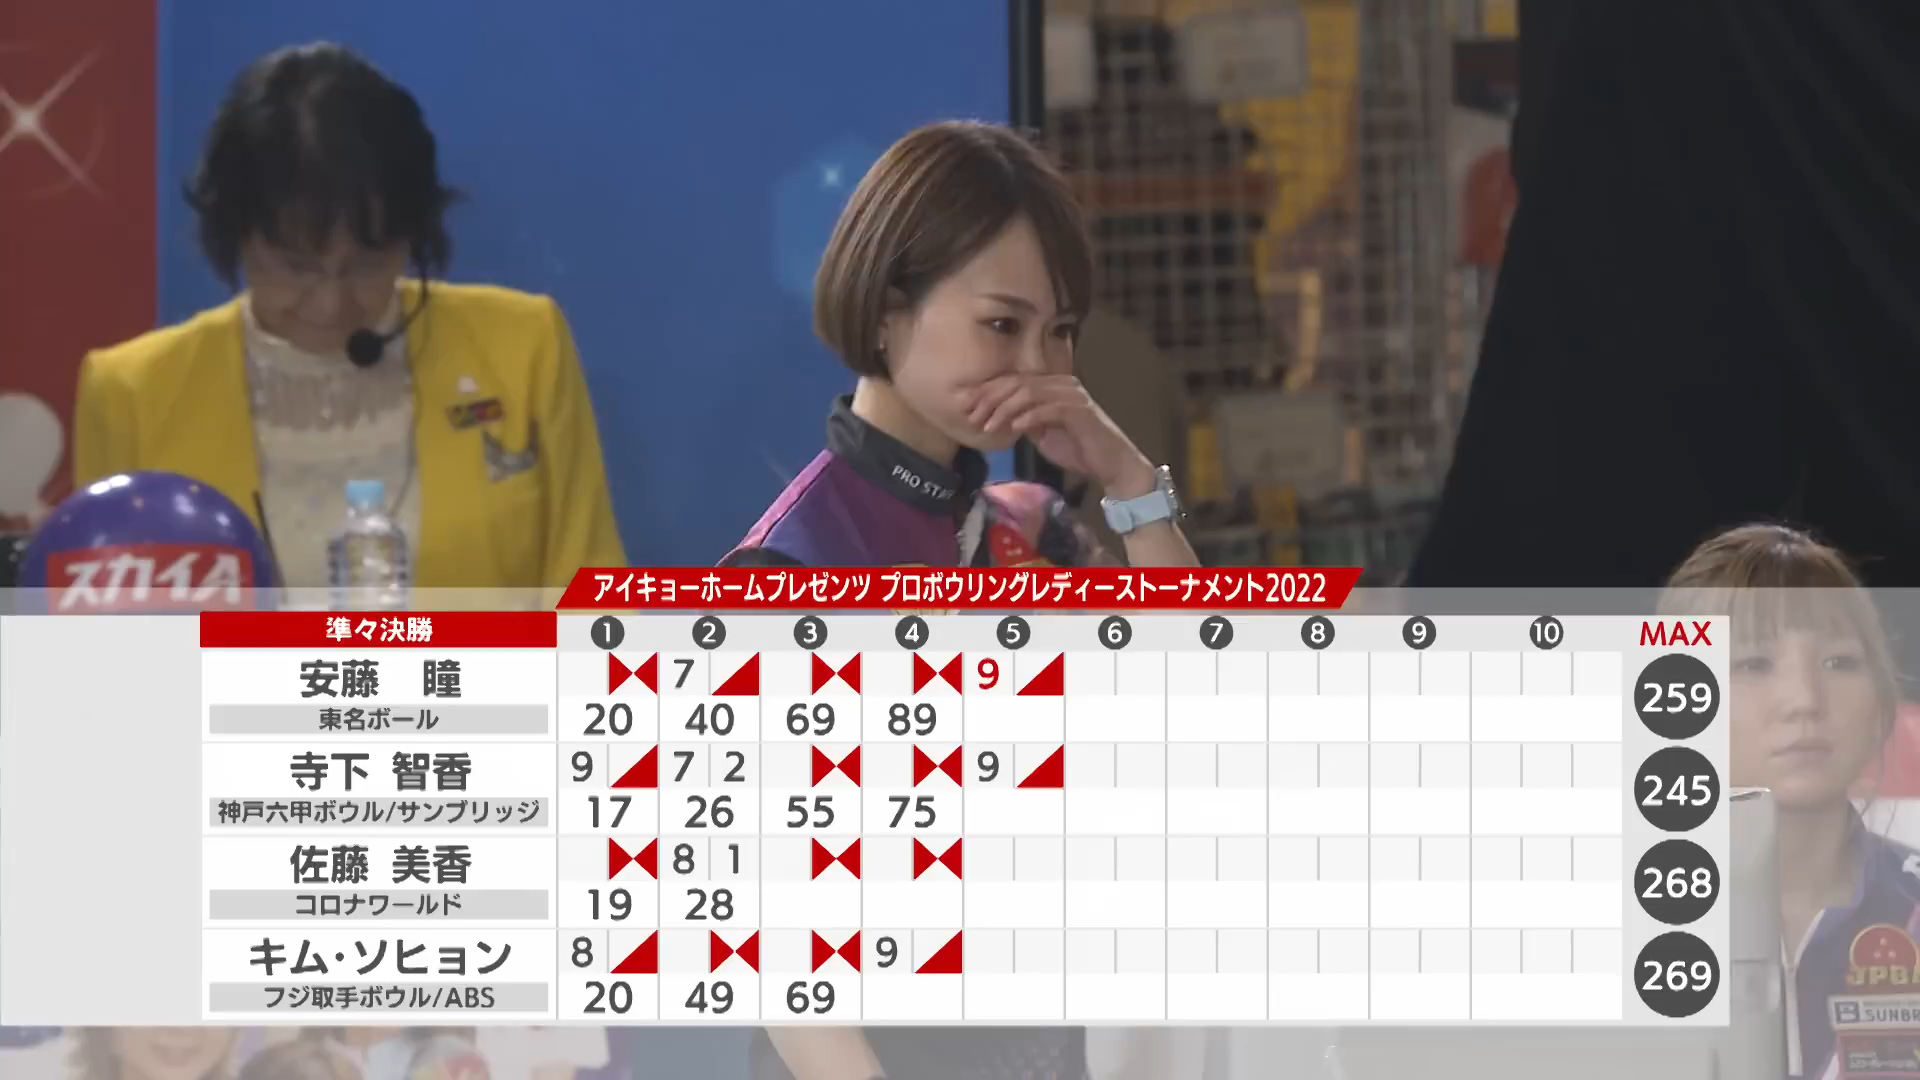 PRO STAFF
スカイA
アイキョーホームプレゼンツ プロボウリングレディーストーナメント2022
準々決勝 1 2 3 4 5 6 7 8 9 10 MAX
安藤 瞳 7 9 259
東名ボール 20 40 69 89
寺下 智香 9 7 2 9 245
神戸六甲ボウル/サンブリッジ 17 26 55 75
佐藤 美香 8 1 268
コロナワールド 19 28
キム・ソヒョン 8 9 269
フジ取手ボウル/ABS 20 49 69
JPBA
SUNBR